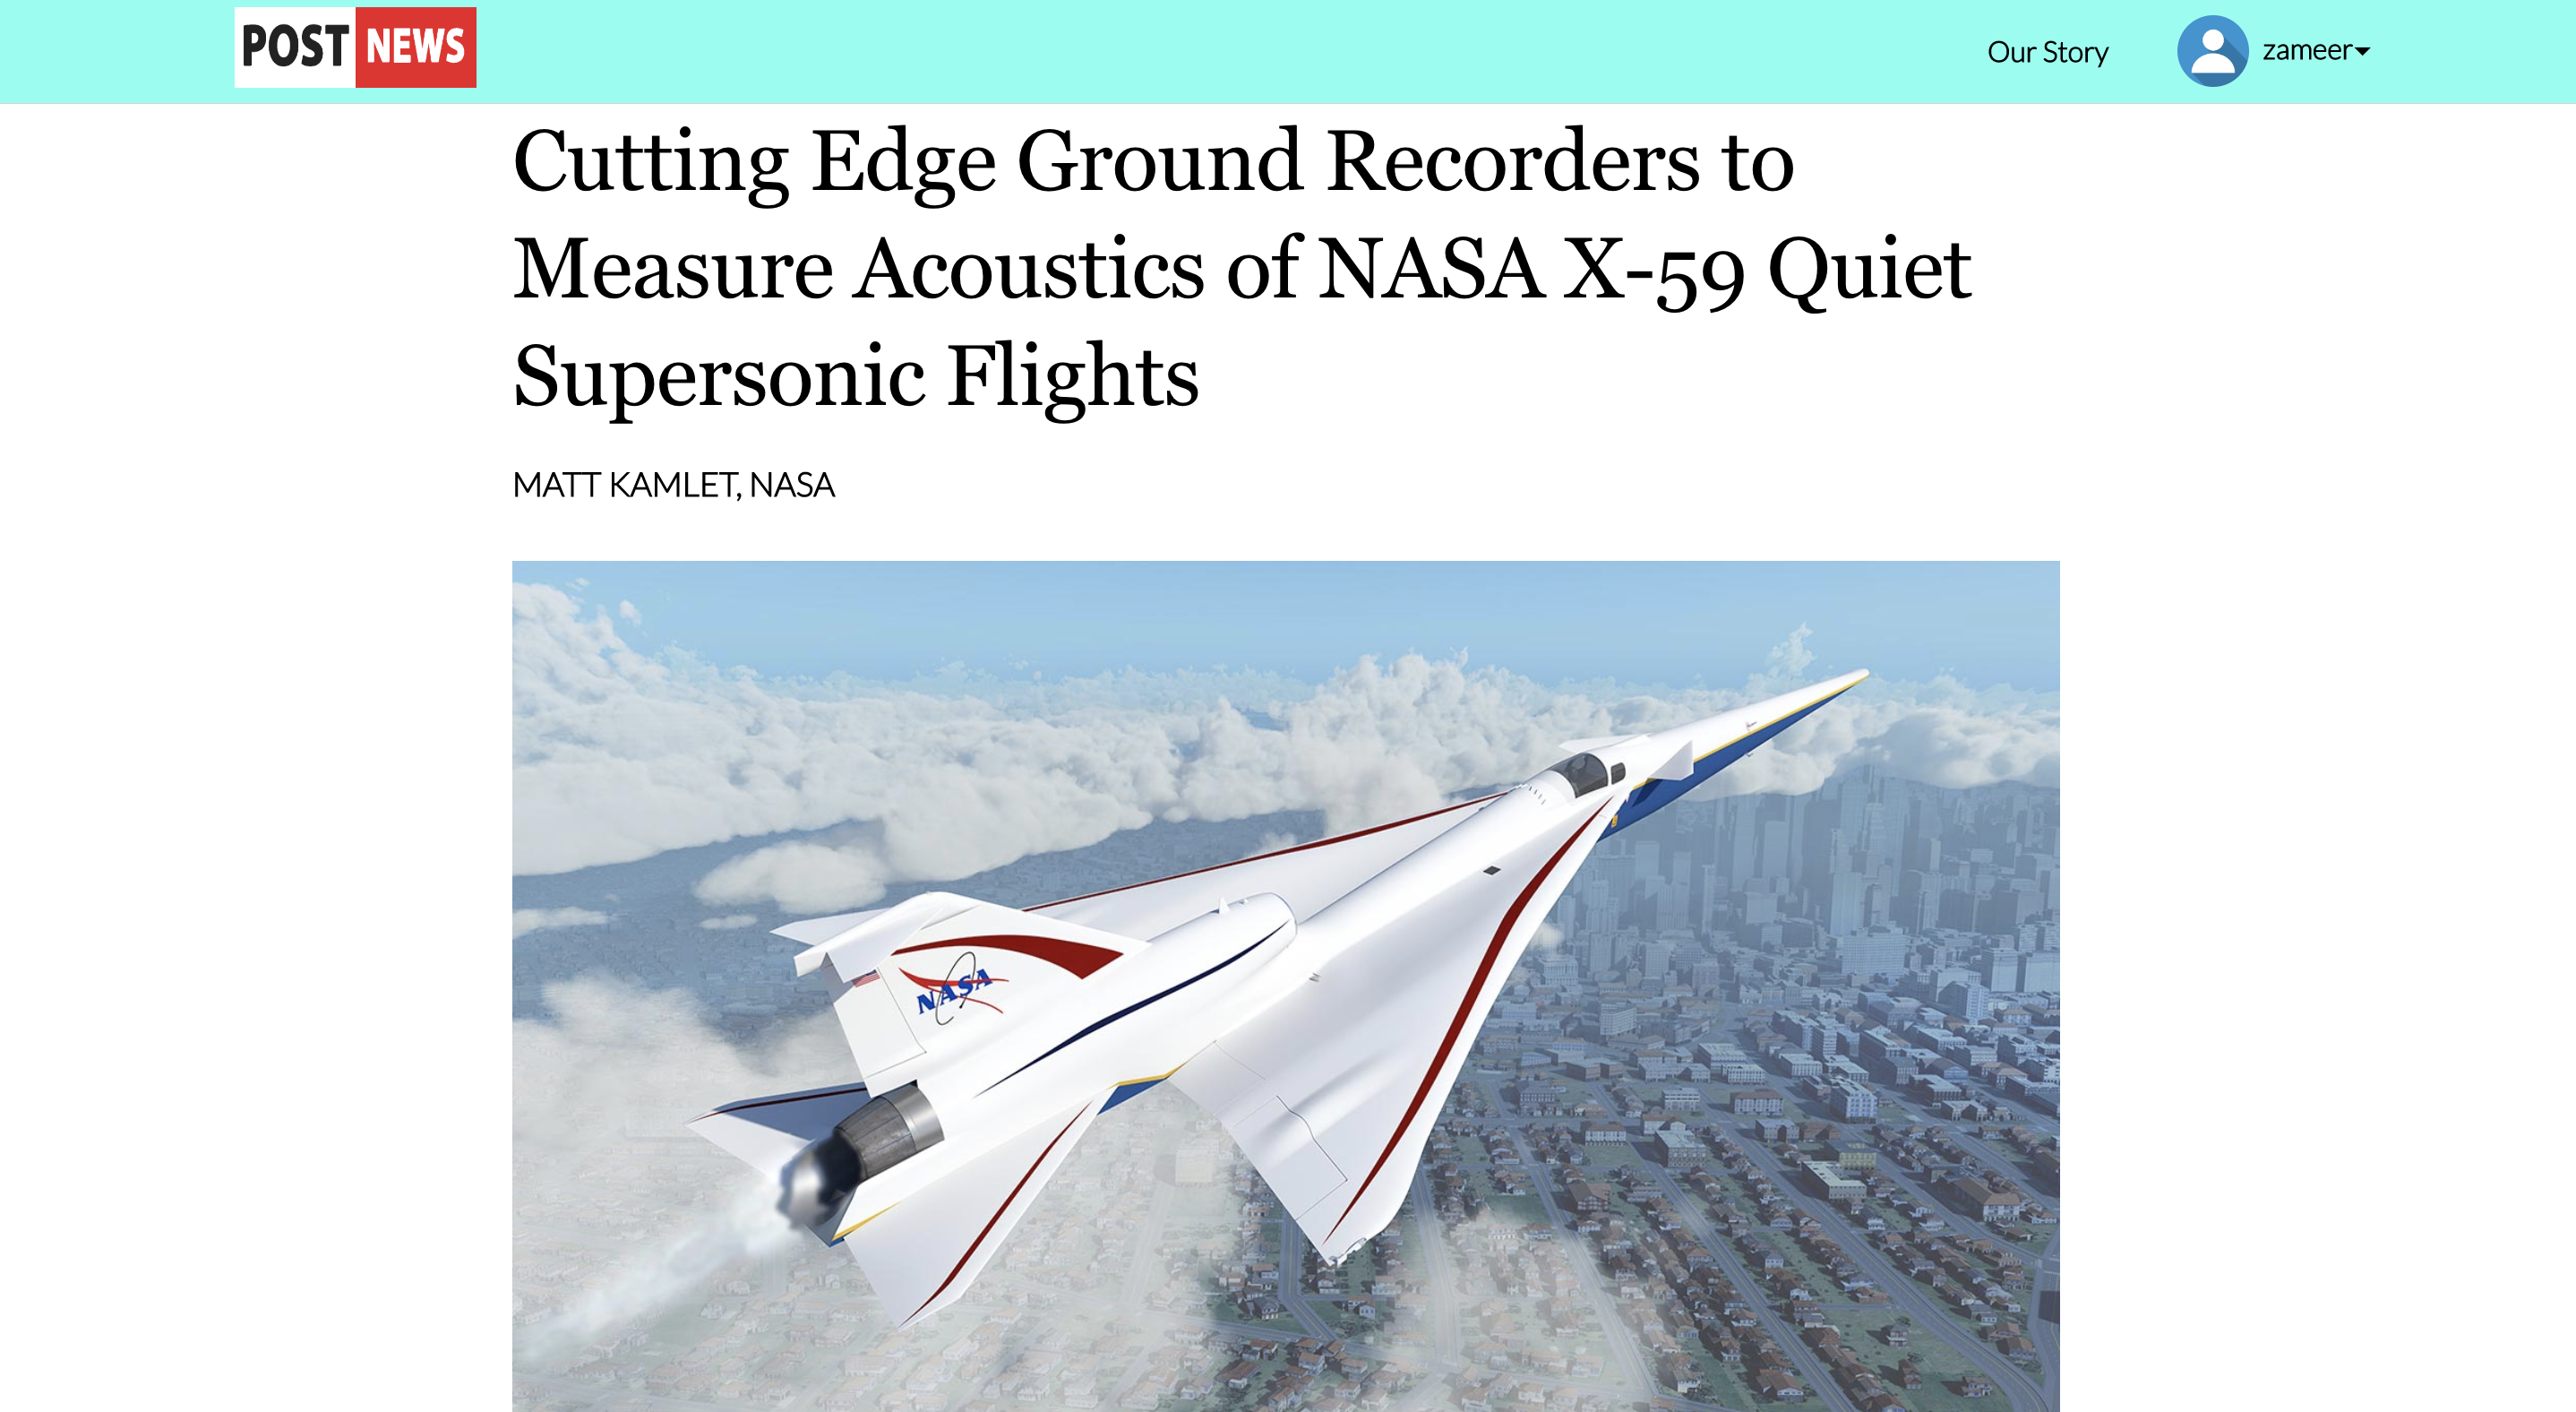 POST NEWS
Our Story
zameer
Cutting Edge Ground Recorders to
Measure Acoustics of NASA X-59 Quiet
Supersonic Flights
MATT KAMLET, NASA
NASA